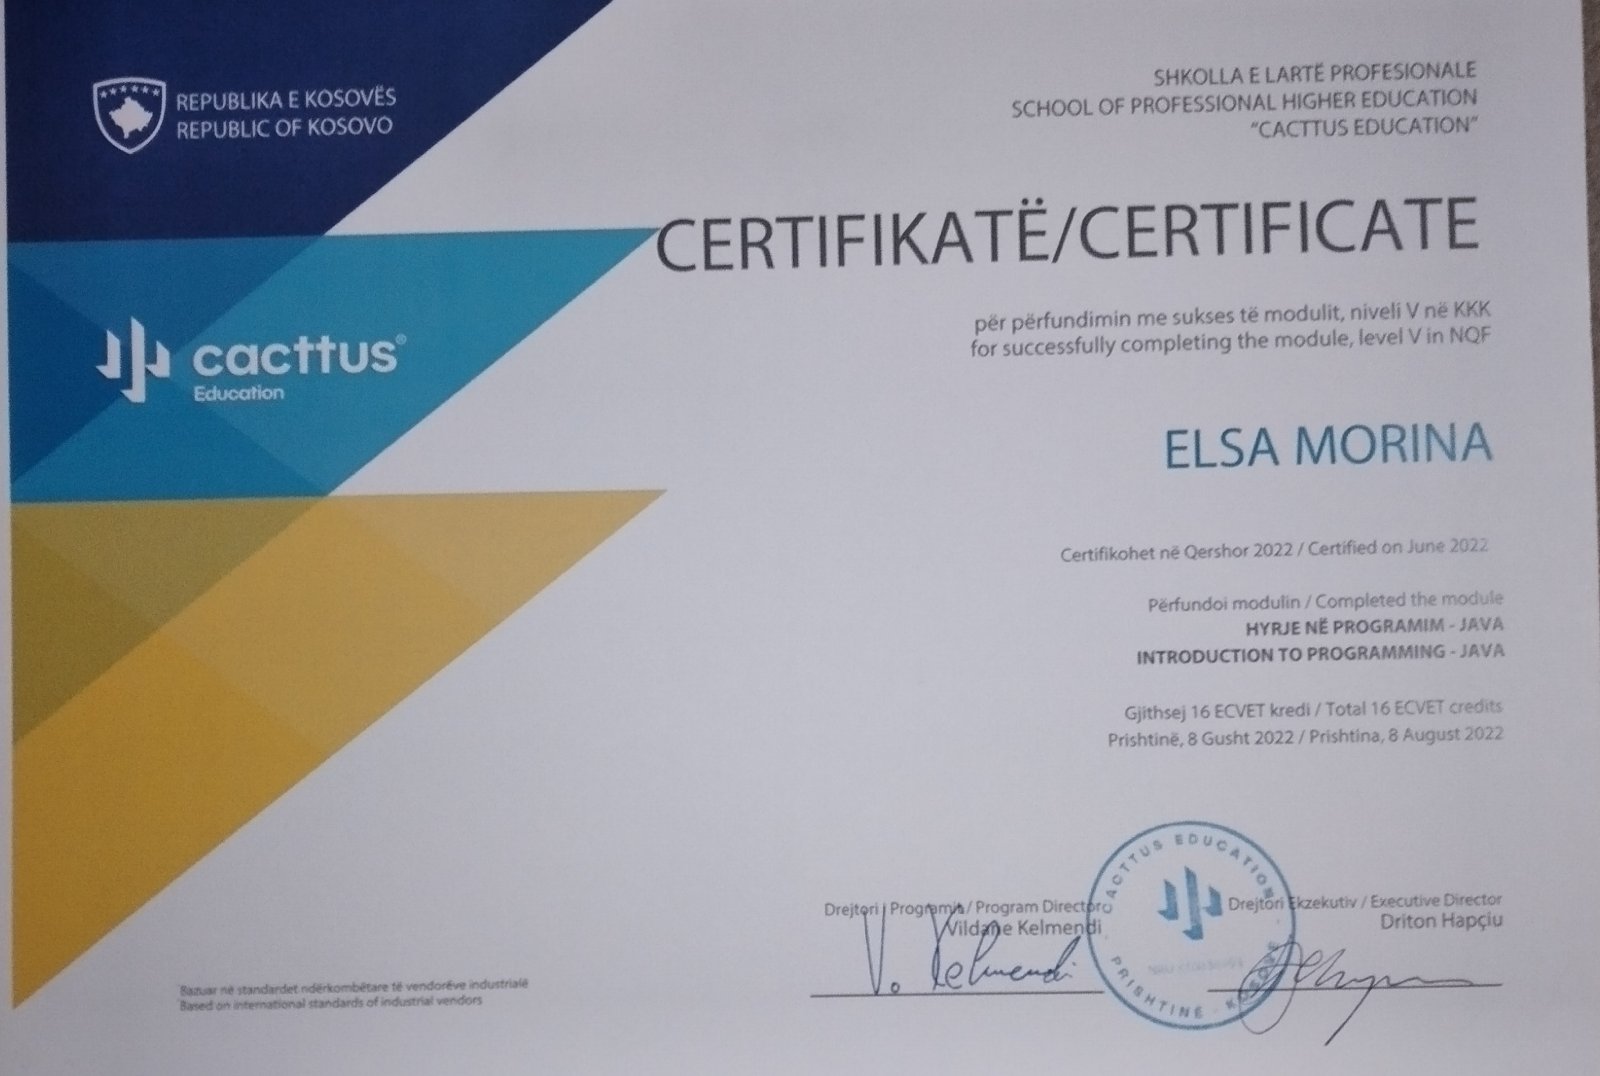 REPUBLIKA E KOSOVËS
REPUBLIC OF KOSOVO
SHKOLLA E LARTË PROFESIONALE
SCHOOL OF PROFESSIONAL HIGHER EDUCATION
“CACTTUS EDUCATION”
CERTIFIKATË/CERTIFICATE
për përfundimin me sukses të modulit, niveli V në KKK
for successfully completing the module, level V in NQF
cacttus®
Education
ELSA MORINA
Certifikohet në Qershor 2022 / Certified on June 2022
Përfundoi modulin / Completed the module
HYRJE NË PROGRAMIM - JAVA
INTRODUCTION TO PROGRAMMING - JAVA
Gjithsej 16 ECVET kredi / Total 16 ECVET credits
Prishtinë, 8 Gusht 2022 / Prishtina, 8 August 2022
Drejtori i Programit / Program Director
Vildane Kelmendi
V. Kelmendi
CACTTUS EDUCATION
PRISHTINË - KOSOVË
Drejtori Ekzekutiv / Executive Director
Driton Hapçiu
Bazuar në standardet ndërkombëtare të vendorëve industrialë
Based on international standards of industrial vendors